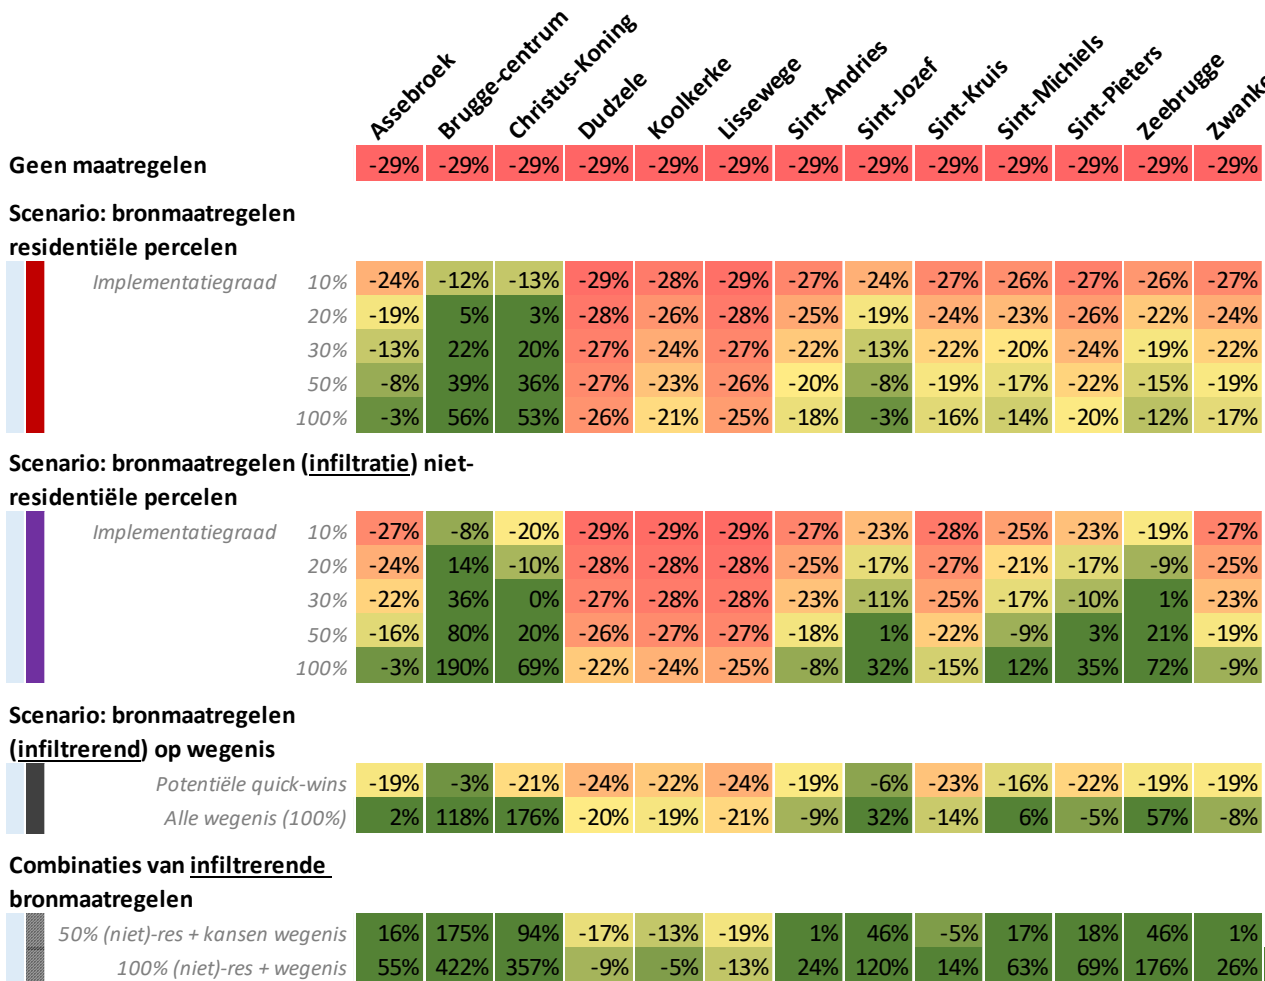 Assebroek Brugge-centrum Christus-Koning Dudzele Koolkerke Lissewege Sint-Andries Sint-Jozef Sint-Kruis Sint-Michiels Sint-Pieters Zeebrugge Zwanke
Geen maatregelen -29% -29% -29% -29% -29% -29% -29% -29% -29% -29% -29% -29% -29%
Scenario: bronmaatregelen
residentiële percelen
Implementatiegraad 10% -24% -12% -13% -29% -28% -29% -27% -24% -27% -26% -27% -26% -27%
20% -19% 5% 3% -28% -26% -28% -25% -19% -24% -23% -26% -22% -24%
30% -13% 22% 20% -27% -24% -27% -22% -13% -22% -20% -24% -19% -22%
50% -8% 39% 36% -27% -23% -26% -20% -8% -19% -17% -22% -15% -19%
100% -3% 56% 53% -26% -21% -25% -18% -3% -16% -14% -20% -12% -17%
Scenario: bronmaatregelen (infiltratie) niet-
residentiële percelen
Implementatiegraad 10% -27% -8% -20% -29% -29% -29% -27% -23% -28% -25% -23% -19% -27%
20% -24% 14% -10% -28% -28% -28% -25% -17% -27% -21% -17% -9% -25%
30% -22% 36% 0% -27% -28% -28% -23% -11% -25% -17% -10% 1% -23%
50% -16% 80% 20% -26% -27% -27% -18% 1% -22% -9% 3% 21% -19%
100% -3% 190% 69% -22% -24% -25% -8% 32% -15% 12% 35% 72% -9%
Scenario: bronmaatregelen
(infiltrerend) op wegenis
Potentiële quick-wins -19% -3% -21% -24% -22% -24% -19% -6% -23% -16% -22% -19% -19%
Alle wegenis (100%) 2% 118% 176% -20% -19% -21% -9% 32% -14% 6% -5% 57% -8%
Combinaties van infiltrerende
bronmaatregelen
50% (niet)-res + kansen wegenis 16% 175% 94% -17% -13% -19% 1% 46% -5% 17% 18% 46% 1%
100% (niet)-res + wegenis 55% 422% 357% -9% -5% -13% 24% 120% 14% 63% 69% 176% 26%